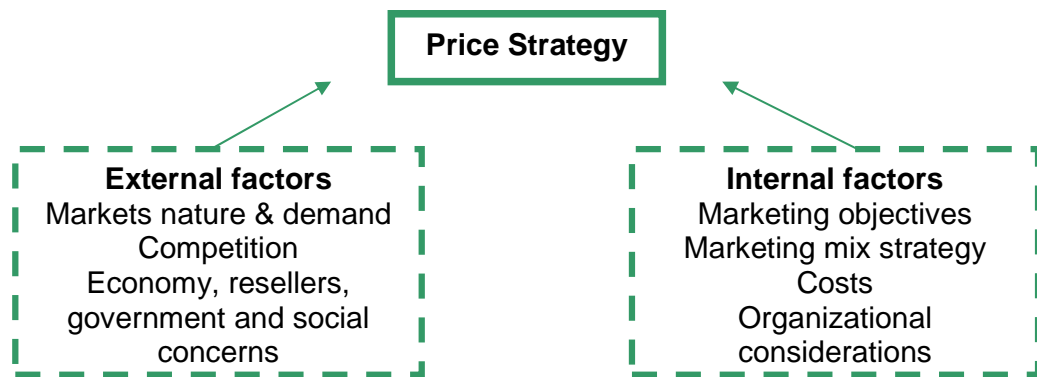 Price Strategy
External factors
Markets nature & demand
Competition
Economy, resellers,
government and social
concerns
Internal factors
Marketing objectives
Marketing mix strategy
Costs
Organizational
considerations